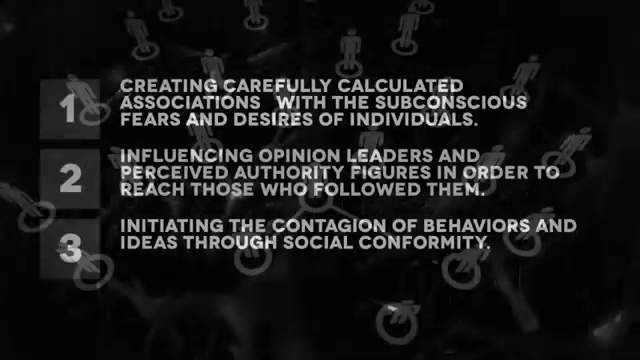 1
CREATING CAREFULLY CALCULATED
ASSOCIATIONS WITH THE SUBCONSCIOUS
FEARS AND DESIRES OF INDIVIDUALS.
2
INFLUENCING OPINION LEADERS AND
PERCEIVED AUTHORITY FIGURES IN ORDER TO
REACH THOSE WHO FOLLOWED THEM.
3
INITIATING THE CONTAGION OF BEHAVIORS AND
IDEAS THROUGH SOCIAL CONFORMITY.